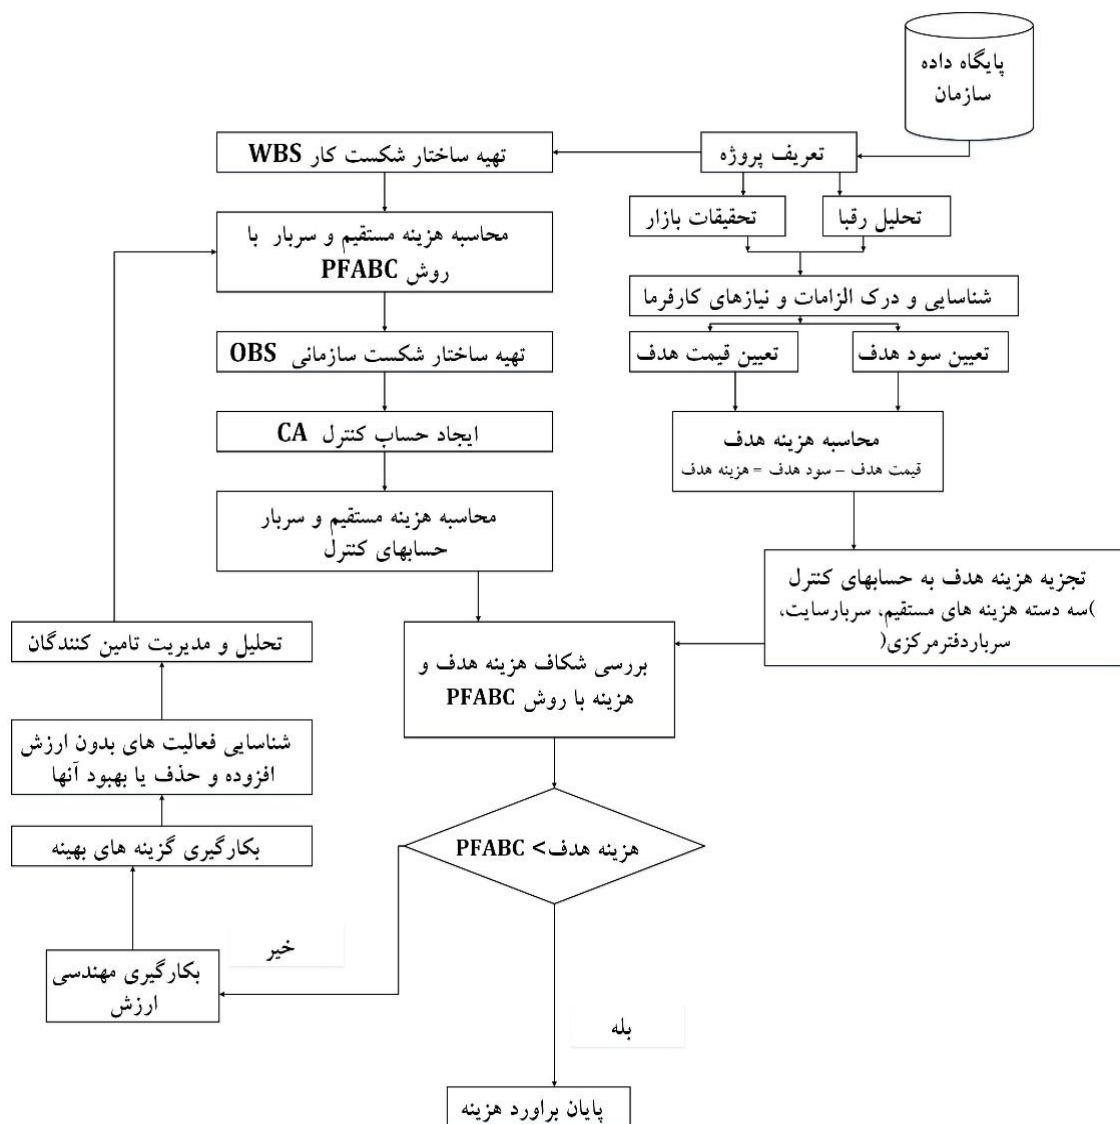 پایگاه داده
سازمان
تعریف پروژه
تهیه ساختار شکست کار WBS
تحلیل رقبا
تحقیقات بازار
محاسبه هزینه مستقیم و سربار با
روش PFABC
شناسایی و درک الزامات و نیازهای کارفرما
تعیین سود هدف
تعیین قیمت هدف
تهیه ساختار شکست سازمانی OBS
ایجاد حساب کنترل CA
محاسبه هزینه هدف
قیمت هدف – سود هدف = هزینه هدف
محاسبه هزینه مستقیم و سربار
حسابهای کنترل
تجزیه هزینه هدف به حسابهای کنترل
)سه دسته هزینه های مستقیم، سربارسایت،
سرباردفترمرکزی(
بررسی شکاف هزینه هدف و
هزینه با روش PFABC
تحلیل و مدیریت تامین کنندگان
شناسایی فعالیت های بدون ارزش
افزوده و حذف یا بهبود آنها
بکارگیری گزینه های بهینه
هزینه هدف> PFABC
خیر
بکارگیری مهندسی
ارزش
بله
پایان براورد هزینه